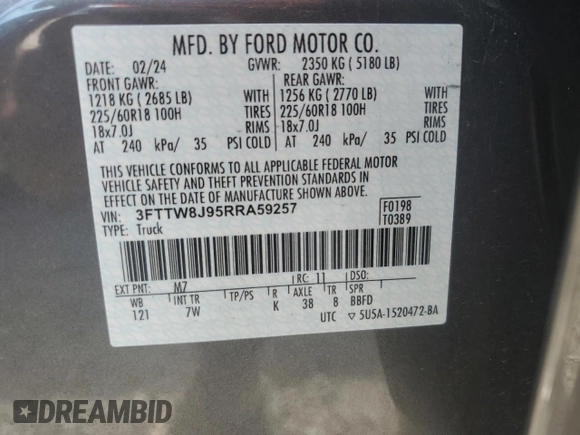 MFD. BY FORD MOTOR CO.
DATE: 02/24 GVWR: 2350 KG ( 5180 LB)
FRONT GAWR: REAR GAWR:
1218 KG ( 2685 LB) WITH 1256 KG ( 2770 LB) WITH
225/60R18 100H TIRES 225/60R18 100H TIRES
18x7.0J RIMS 18x7.0J RIMS
AT 240 kPa/ 35 PSI COLD AT 240 kPa/ 35 PSI COLD
THIS VEHICLE CONFORMS TO ALL APPLICABLE FEDERAL MOTOR
VEHICLE SAFETY AND THEFT PREVENTION STANDARDS IN
EFFECT ON THE DATE OF MANUFACTURE SHOWN ABOVE.
VIN: 3FTTW8J95RRA59257 F0198
TYPE: Truck T0389
EXT PNT: M7 RC: 11 DSO:
WB INT TR TP/PS R AXLE TR SPR
121 7W K 38 8 BBFD
UTC ▽ 5U5A-1520472-BA
DREAMBID